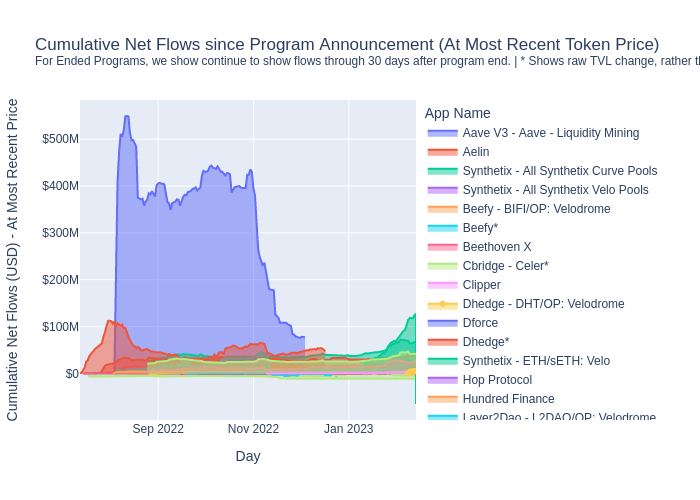 Cumulative Net Flows since Program Announcement (At Most Recent Token Price)
For Ended Programs, we show continue to show flows through 30 days after program end. | * Shows raw TVL change, rather
App Name
Aave V3 - Aave - Liquidity Mining
Aelin
Synthetix - All Synthetix Curve Pools
Synthetix - All Synthetix Velo Pools
Beefy - BIFI/OP: Velodrome
Beefy*
Beethoven X
Cbridge - Celer*
Clipper
Dhedge - DHT/OP: Velodrome
Dforce
Dhedge*
Synthetix - ETH/sETH: Velo
Hop Protocol
Hundred Finance
Layer2Dao - L2DAO/OP: Velodrome
Cumulative Net Flows (USD) - At Most Recent Price
$500M
$400M
$300M
$200M
$100M
$0
Sep 2022
Nov 2022
Jan 2023
Day